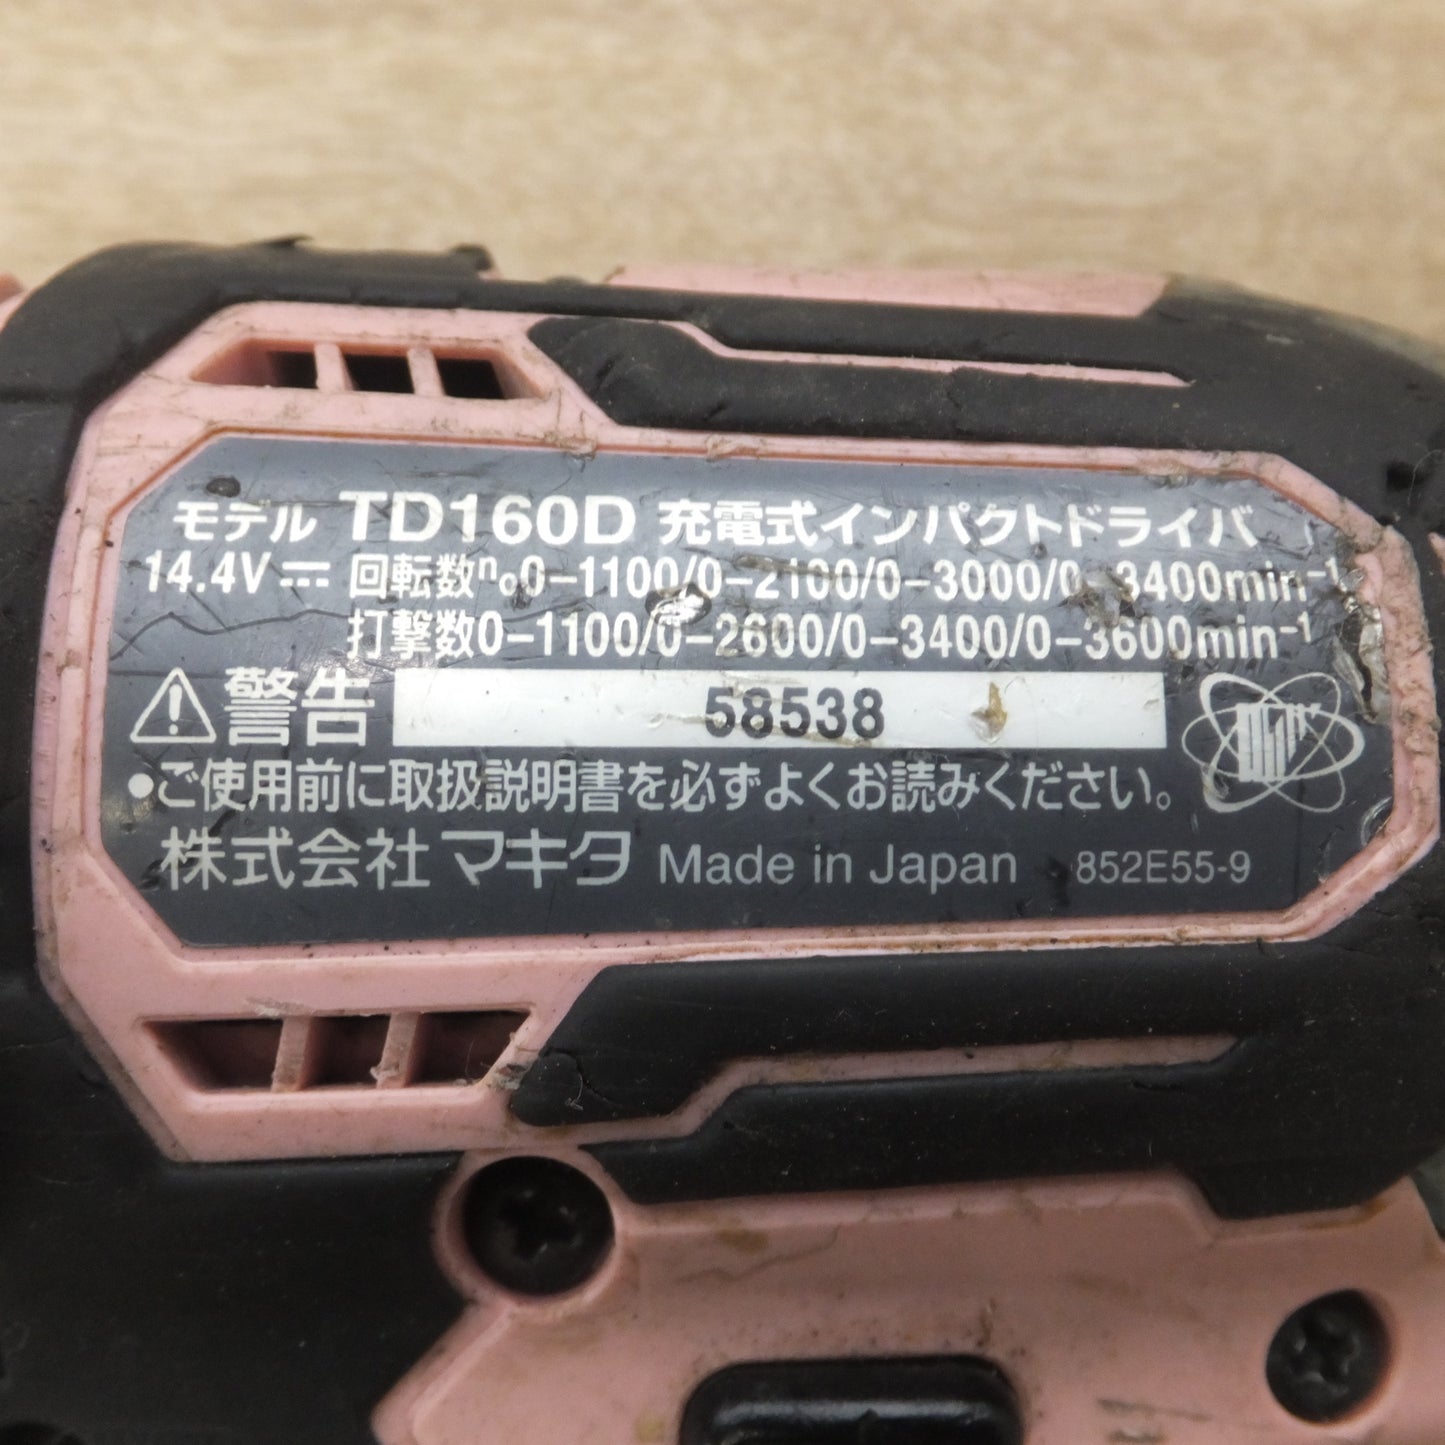 モデル TD160D 充電式インパクトドライバ
14.4V⎓ 回転数n₀0-1100/0-2100/0-3000/0-3400min⁻¹
打撃数0-1100/0-2600/0-3400/0-3600min⁻¹
⚠警告 58538
●ご使用前に取扱説明書を必ずよくお読みください。
株式会社マキタ Made in Japan 852E55-9